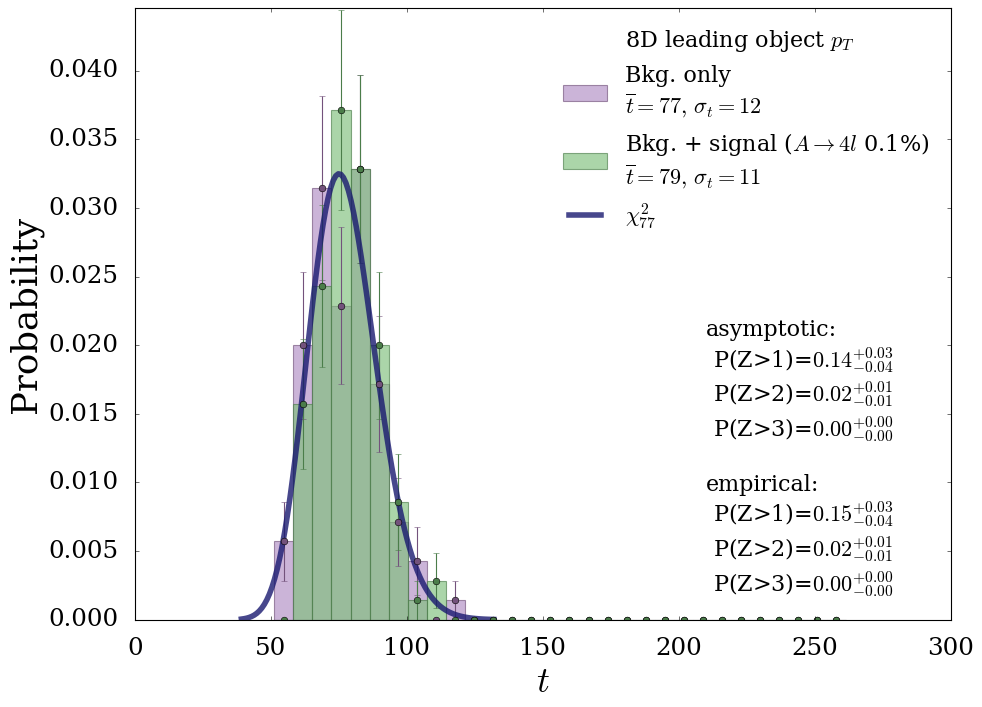 8D leading object $p_T$
Bkg. only
$\overline{t}=77$, $\sigma_t=12$
Bkg. + signal ($A \rightarrow 4l$ 0.1%)
$\overline{t}=79$, $\sigma_t=11$
$\chi^2_{77}$
asymptotic:
P(Z>1)=$0.14^{+0.03}_{-0.04}$
P(Z>2)=$0.02^{+0.01}_{-0.01}$
P(Z>3)=$0.00^{+0.00}_{-0.00}$
empirical:
P(Z>1)=$0.15^{+0.03}_{-0.04}$
P(Z>2)=$0.02^{+0.01}_{-0.01}$
P(Z>3)=$0.00^{+0.00}_{-0.00}$
Probability
0.040
0.035
0.030
0.025
0.020
0.015
0.010
0.005
0.000
0 50 100 150 200 250 300
$t$